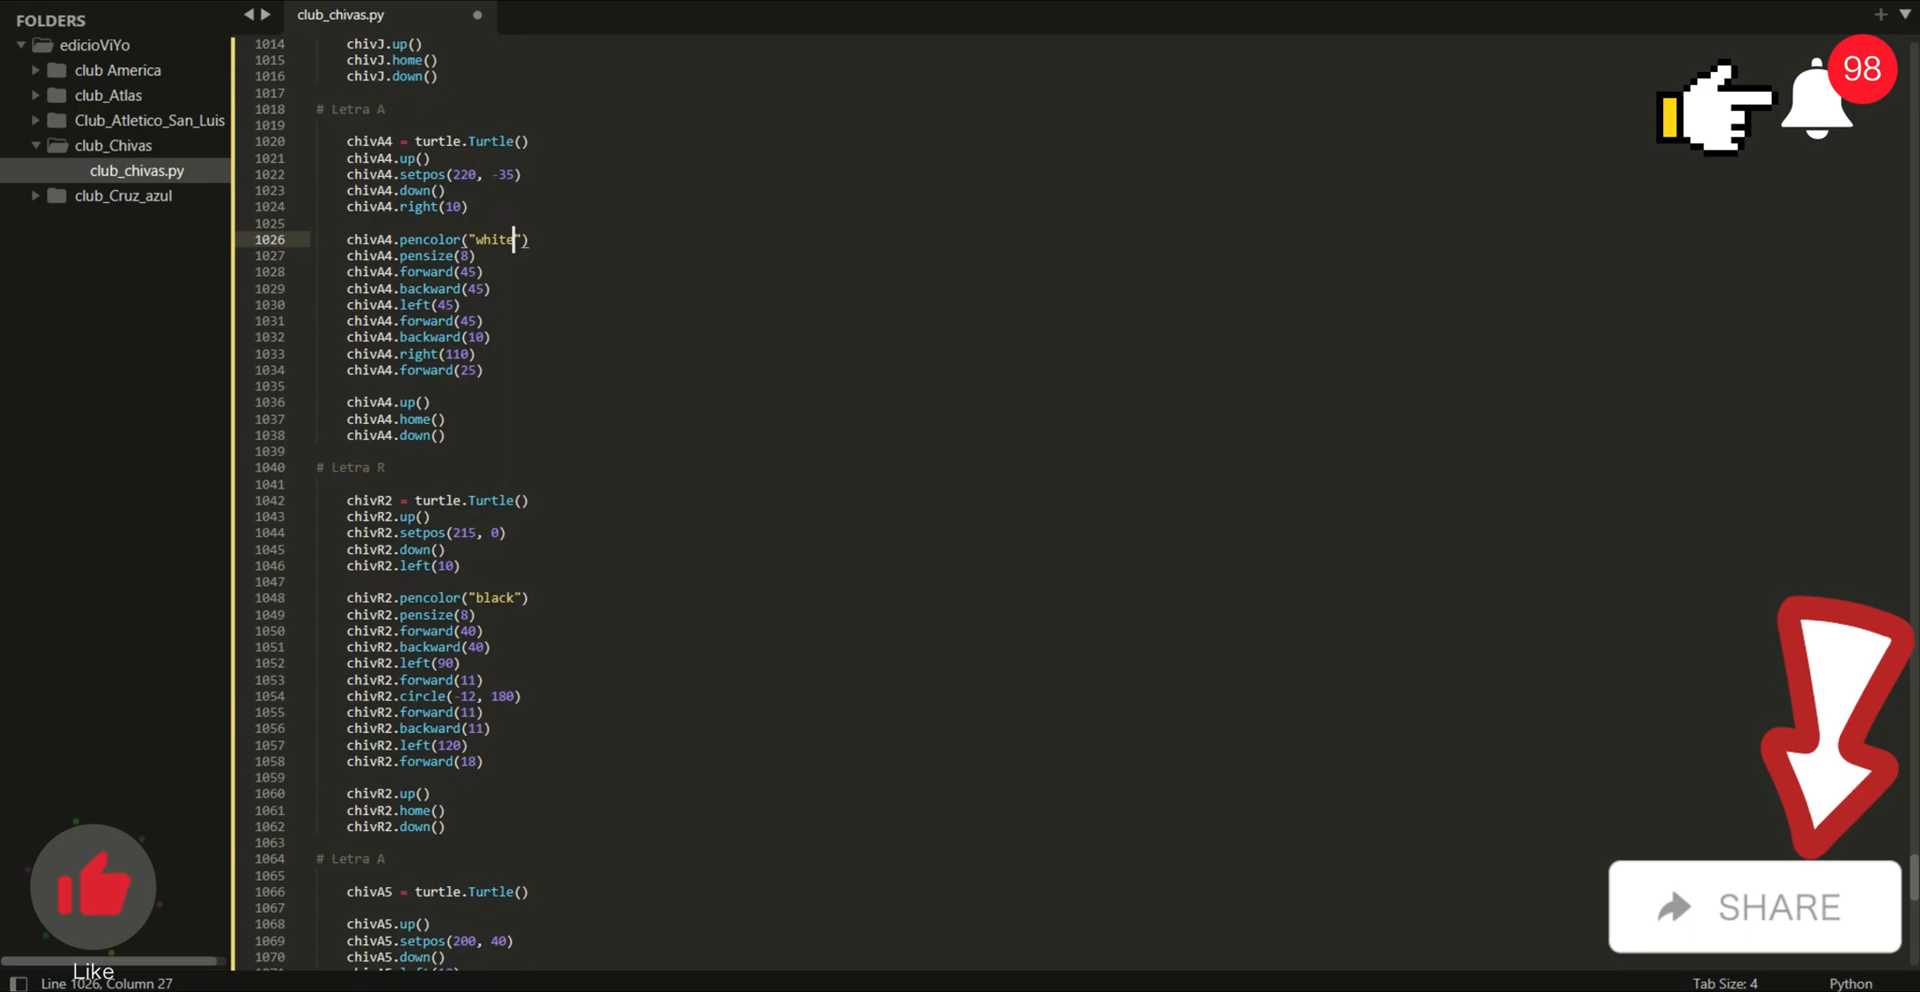 FOLDERS
edicioViYo
club America
club_Atlas
Club_Atletico_San_Luis
club_Chivas
club_chivas.py
club_Cruz_azul
club_chivas.py
98
1014 chivJ.up()
1015 chivJ.home()
1016 chivJ.down()
1017
1018 # Letra A
1019
1020 chivA4 = turtle.Turtle()
1021 chivA4.up()
1022 chivA4.setpos(220, -35)
1023 chivA4.down()
1024 chivA4.right(10)
1025
1026 chivA4.pencolor("white")
1027 chivA4.pensize(8)
1028 chivA4.forward(45)
1029 chivA4.backward(45)
1030 chivA4.left(45)
1031 chivA4.forward(45)
1032 chivA4.backward(10)
1033 chivA4.right(110)
1034 chivA4.forward(25)
1035
1036 chivA4.up()
1037 chivA4.home()
1038 chivA4.down()
1039
1040 # Letra R
1041
1042 chivR2 = turtle.Turtle()
1043 chivR2.up()
1044 chivR2.setpos(215, 0)
1045 chivR2.down()
1046 chivR2.left(10)
1047
1048 chivR2.pencolor("black")
1049 chivR2.pensize(8)
1050 chivR2.forward(40)
1051 chivR2.backward(40)
1052 chivR2.left(90)
1053 chivR2.forward(11)
1054 chivR2.circle(-12, 180)
1055 chivR2.forward(11)
1056 chivR2.backward(11)
1057 chivR2.left(120)
1058 chivR2.forward(18)
1059
1060 chivR2.up()
1061 chivR2.home()
1062 chivR2.down()
1063
1064 # Letra A
1065
1066 chivA5 = turtle.Turtle()
1067
1068 chivA5.up()
1069 chivA5.setpos(200, 40)
1070 chivA5.down()
SHARE
Like
Line 1026, Column 27
Tab Size: 4
Python